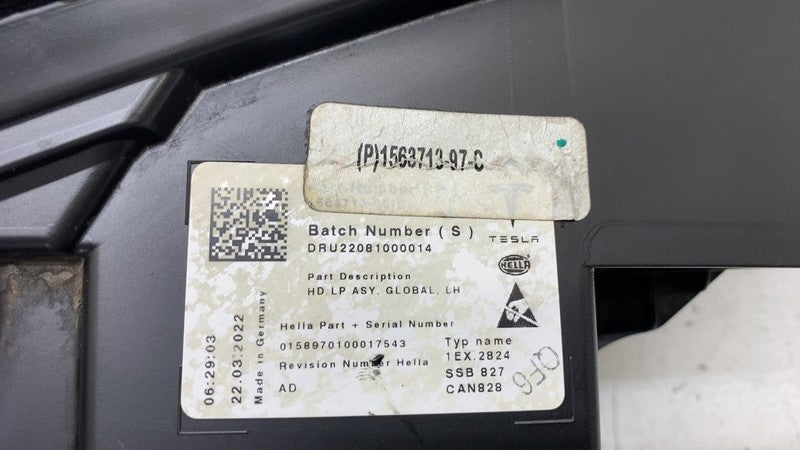 (P)1563713-97-C
Batch Number ( S )
DRU22081000014
TESLA
HELLA
Part Description
HD LP ASY, GLOBAL, LH
Hella Part + Serial Number
0158970100017543
Revision Number Hella
AD
Typ name
1EX.2824
SSB 827
CAN828
QF6
06:29:03
22.03.2022
Made in Germany